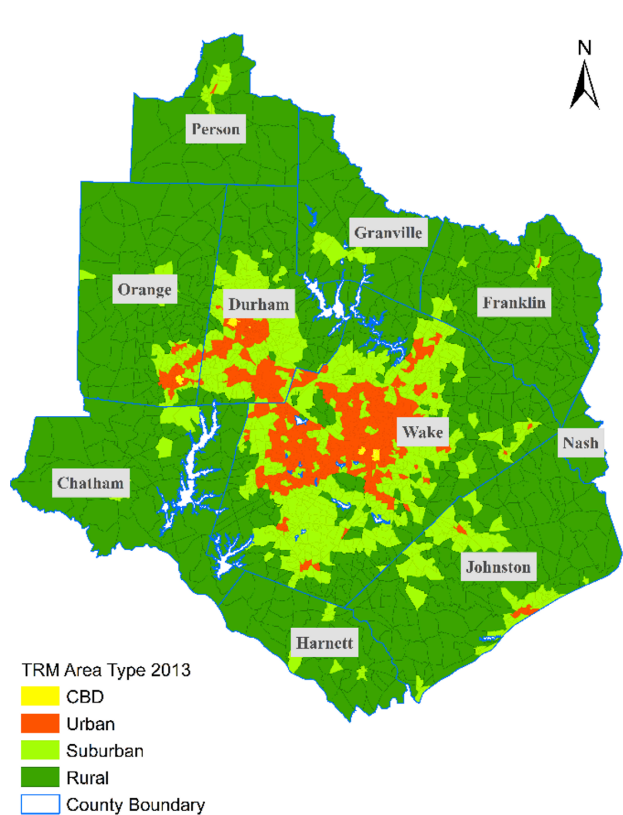 N
Person
Granville
Orange
Durham
Franklin
Wake
Nash
Chatham
Johnston
Harnett
TRM Area Type 2013
CBD
Urban
Suburban
Rural
County Boundary